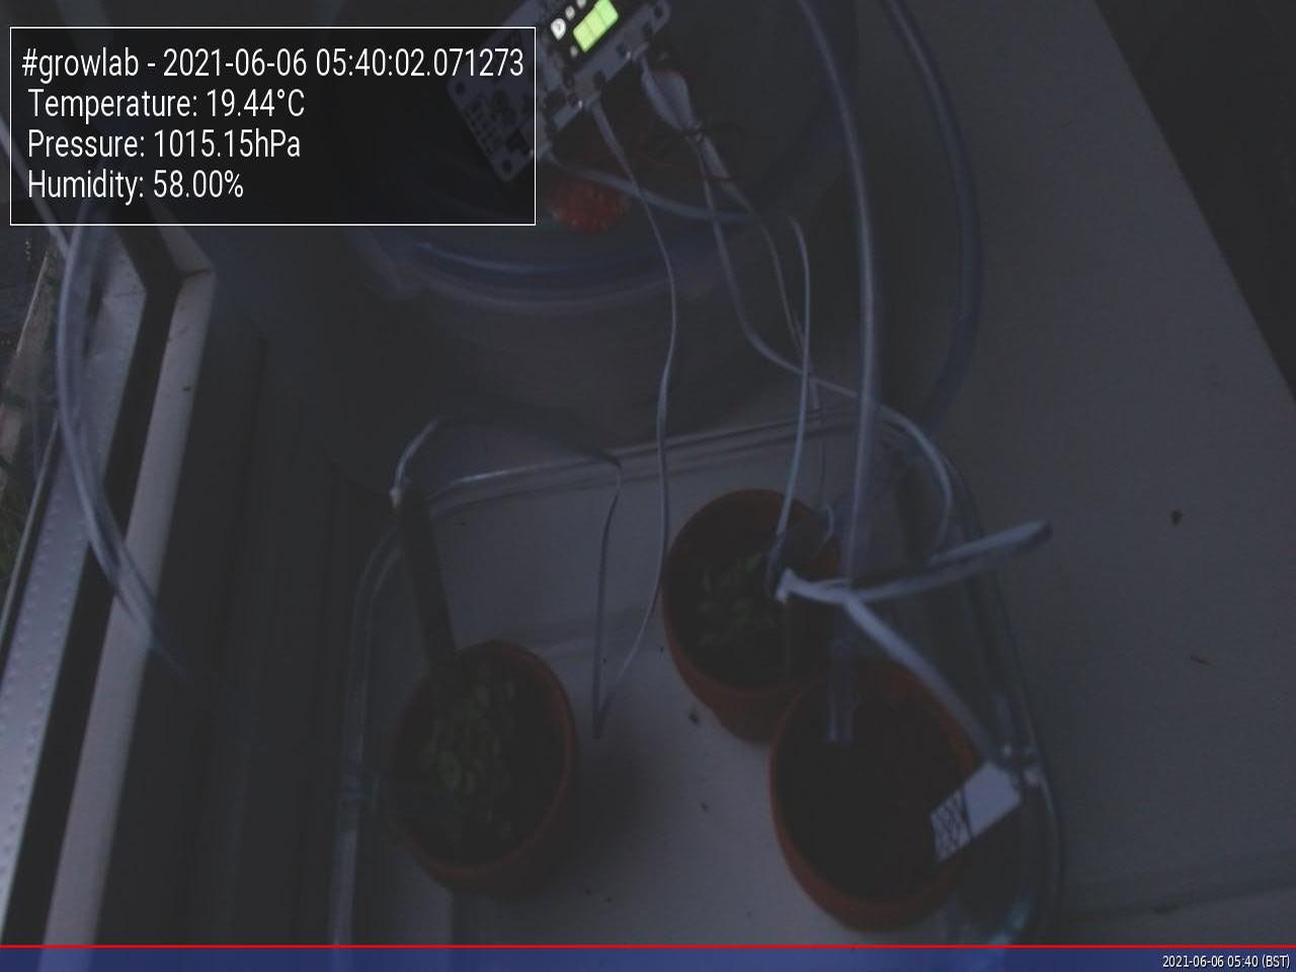 #growlab - 2021-06-06 05:40:02.071273
Temperature: 19.44°C
Pressure: 1015.15hPa
Humidity: 58.00%
2021-06-06 05:40 (BST)